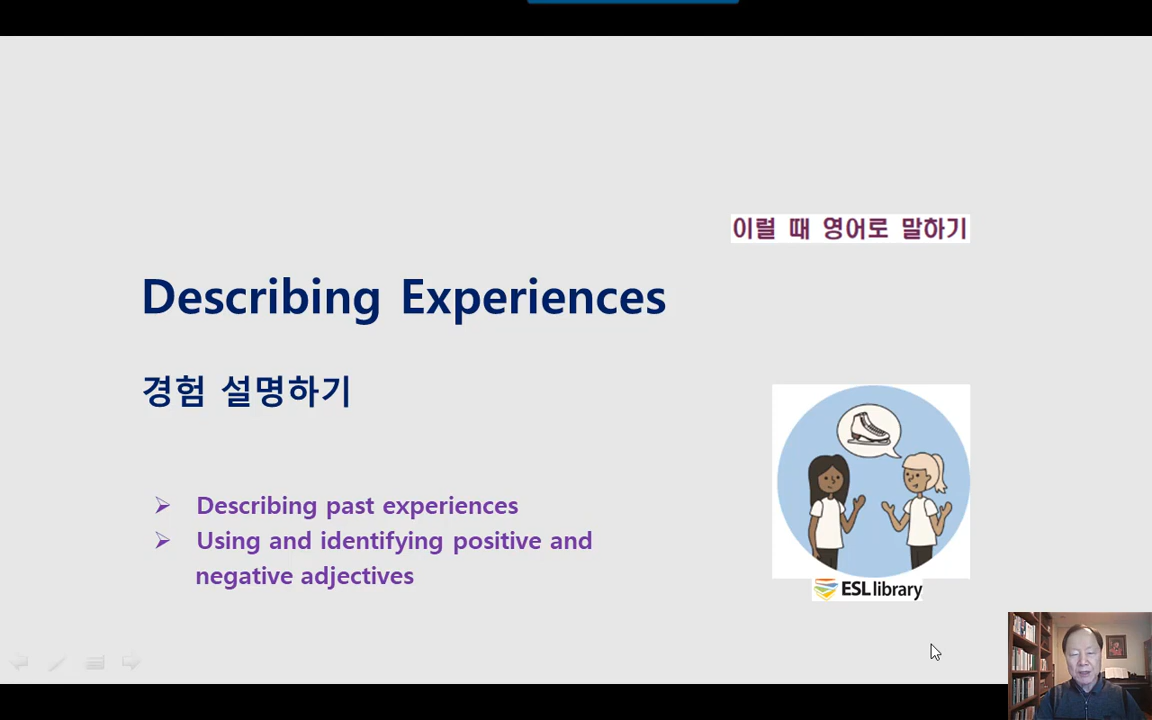 이럴 때 영어로 말하기
Describing Experiences
경험 설명하기
Describing past experiences
Using and identifying positive and
negative adjectives
ESL library